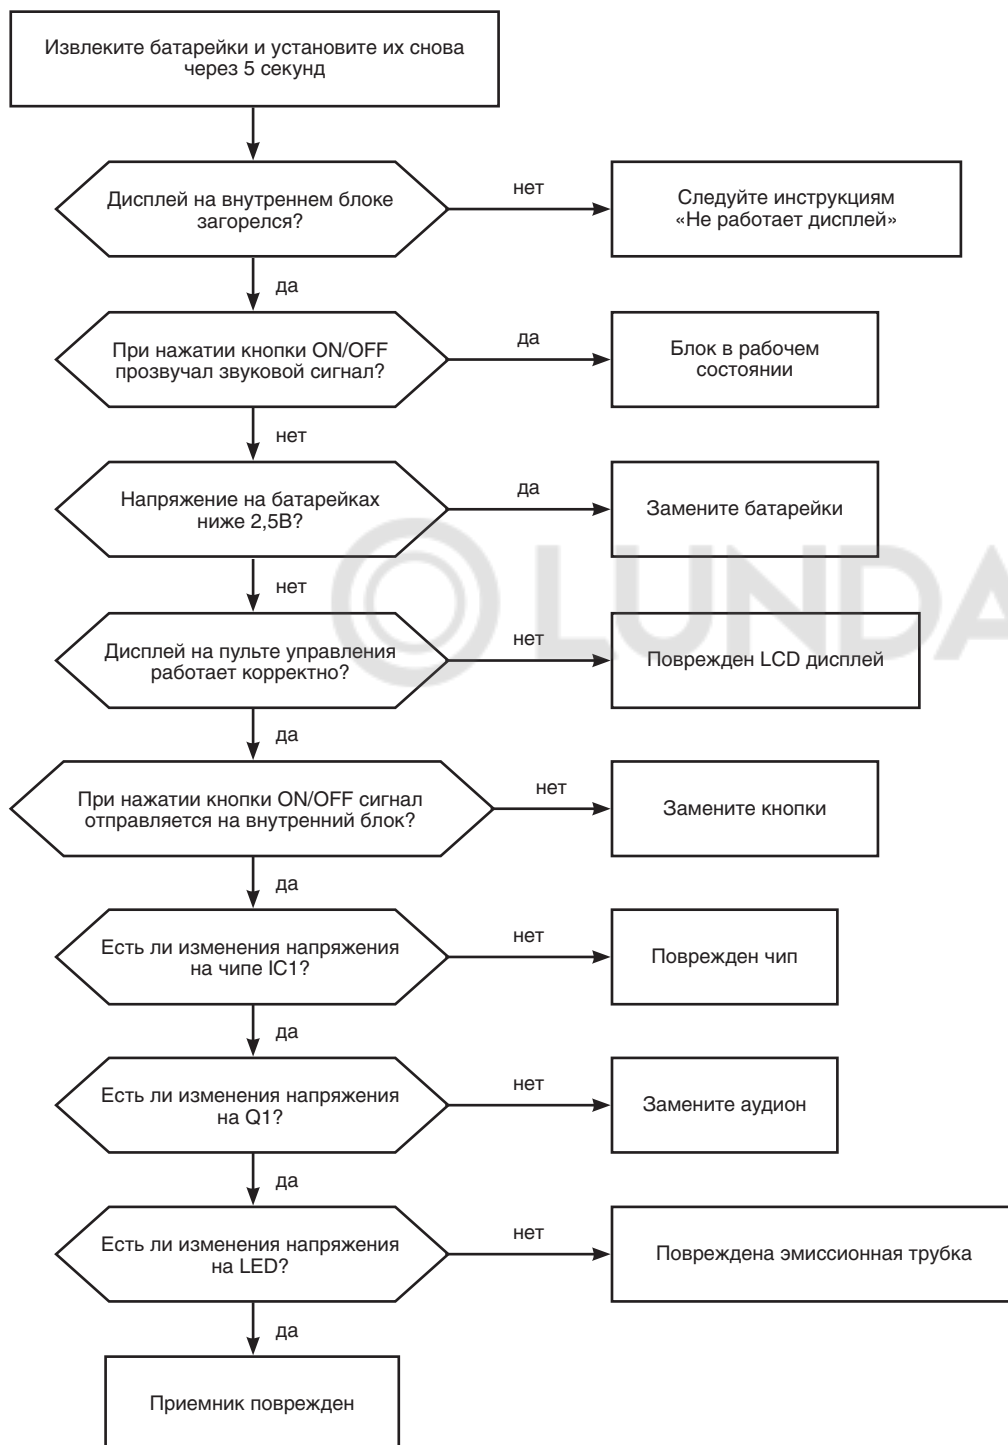 Извлеките батарейки и установите их снова
через 5 секунд
Дисплей на внутреннем блоке
загорелся?
нет
Следуйте инструкциям
«Не работает дисплей»
да
При нажатии кнопки ON/OFF
прозвучал звуковой сигнал?
да
Блок в рабочем
состоянии
нет
Напряжение на батарейках
ниже 2,5В?
да
Замените батарейки
нет
LUNDA
Дисплей на пульте управления
работает корректно?
нет
Поврежден LCD дисплей
да
При нажатии кнопки ON/OFF сигнал
отправляется на внутренний блок?
нет
Замените кнопки
да
Есть ли изменения напряжения
на чипе IC1?
нет
Поврежден чип
да
Есть ли изменения напряжения
на Q1?
нет
Замените аудион
да
Есть ли изменения напряжения
на LED?
нет
Повреждена эмиссионная трубка
да
Приемник поврежден